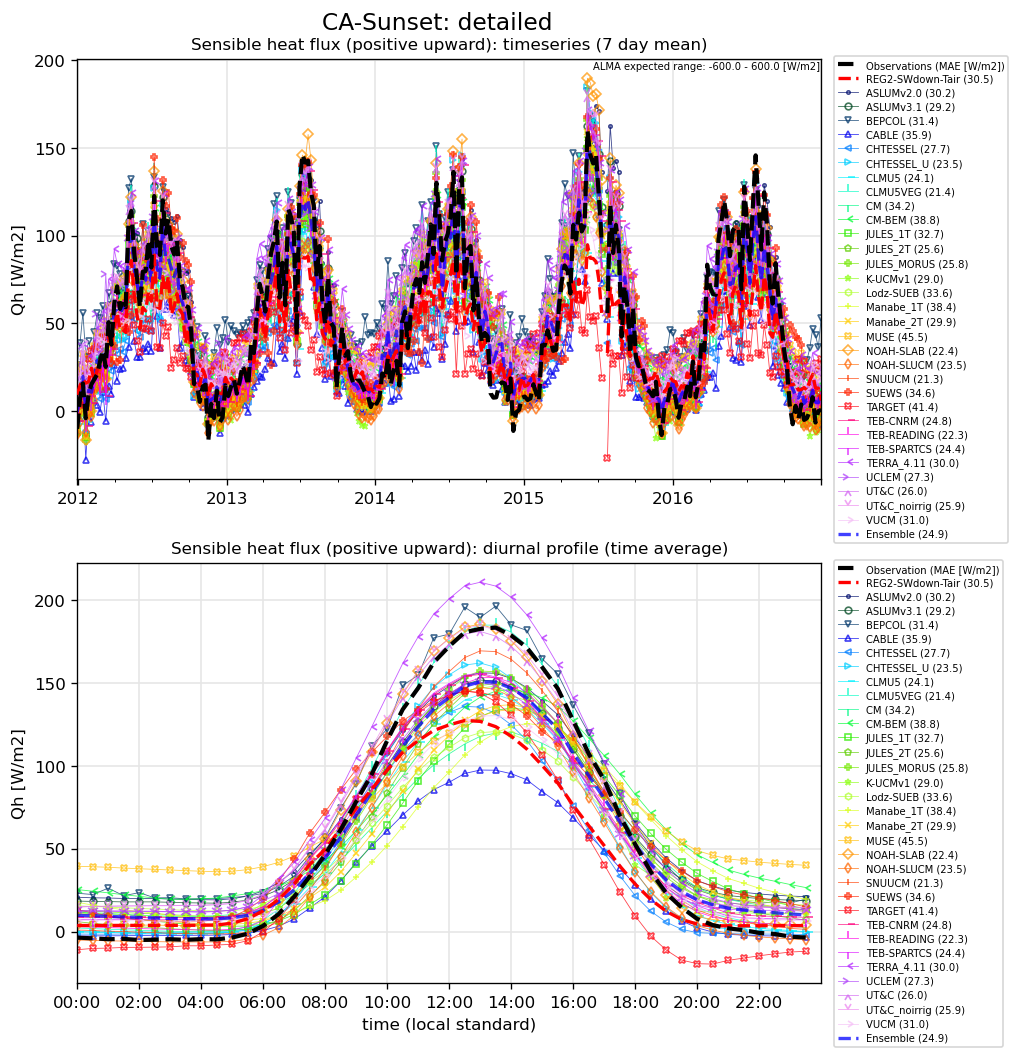 CA-Sunset: detailed
Sensible heat flux (positive upward): timeseries (7 day mean)
ALMA expected range: -600.0 - 600.0 [W/m2]
Qh [W/m2]
200
150
100
50
0
2012
2013
2014
2015
2016
Observations (MAE [W/m2])
REG2-SWdown-Tair (30.5)
ASLUMv2.0 (30.2)
ASLUMv3.1 (29.2)
BEPCOL (31.4)
CABLE (35.9)
CHTESSEL (27.7)
CHTESSEL_U (23.5)
CLMU5 (24.1)
CLMU5VEG (21.4)
CM (34.2)
CM-BEM (38.8)
JULES_1T (32.7)
JULES_2T (25.6)
JULES_MORUS (25.8)
K-UCMv1 (29.0)
Lodz-SUEB (33.6)
Manabe_1T (38.4)
Manabe_2T (29.9)
MUSE (45.5)
NOAH-SLAB (22.4)
NOAH-SLUCM (23.5)
SNUUCM (21.3)
SUEWS (34.6)
TARGET (41.4)
TEB-CNRM (24.8)
TEB-READING (22.3)
TEB-SPARTCS (24.4)
TERRA_4.11 (30.0)
UCLEM (27.3)
UT&C (26.0)
UT&C_noirrig (25.9)
VUCM (31.0)
Ensemble (24.9)
Sensible heat flux (positive upward): diurnal profile (time average)
Qh [W/m2]
200
150
100
50
0
00:00
02:00
04:00
06:00
08:00
10:00
12:00
14:00
16:00
18:00
20:00
22:00
time (local standard)
Observation (MAE [W/m2])
REG2-SWdown-Tair (30.5)
ASLUMv2.0 (30.2)
ASLUMv3.1 (29.2)
BEPCOL (31.4)
CABLE (35.9)
CHTESSEL (27.7)
CHTESSEL_U (23.5)
CLMU5 (24.1)
CLMU5VEG (21.4)
CM (34.2)
CM-BEM (38.8)
JULES_1T (32.7)
JULES_2T (25.6)
JULES_MORUS (25.8)
K-UCMv1 (29.0)
Lodz-SUEB (33.6)
Manabe_1T (38.4)
Manabe_2T (29.9)
MUSE (45.5)
NOAH-SLAB (22.4)
NOAH-SLUCM (23.5)
SNUUCM (21.3)
SUEWS (34.6)
TARGET (41.4)
TEB-CNRM (24.8)
TEB-READING (22.3)
TEB-SPARTCS (24.4)
TERRA_4.11 (30.0)
UCLEM (27.3)
UT&C (26.0)
UT&C_noirrig (25.9)
VUCM (31.0)
Ensemble (24.9)